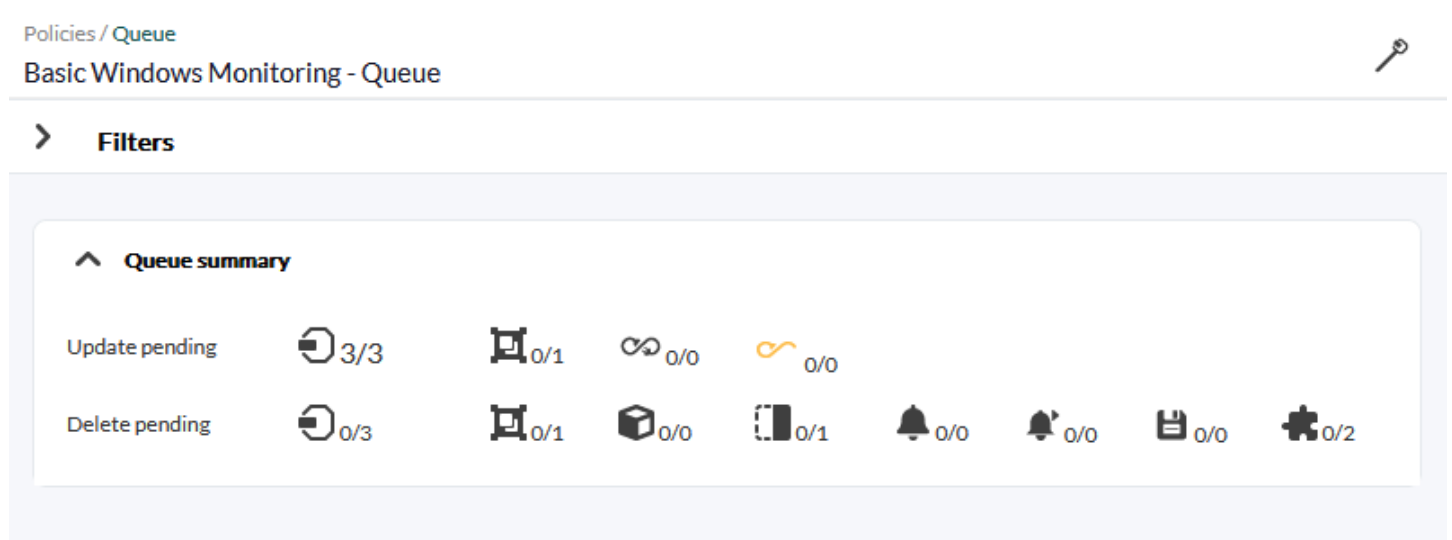 Policies / Queue
Basic Windows Monitoring - Queue
Filters
Queue summary
Update pending 3/3 0/1 0/0 0/0
Delete pending 0/3 0/1 0/0 0/1 0/0 0/0 0/0 0/2